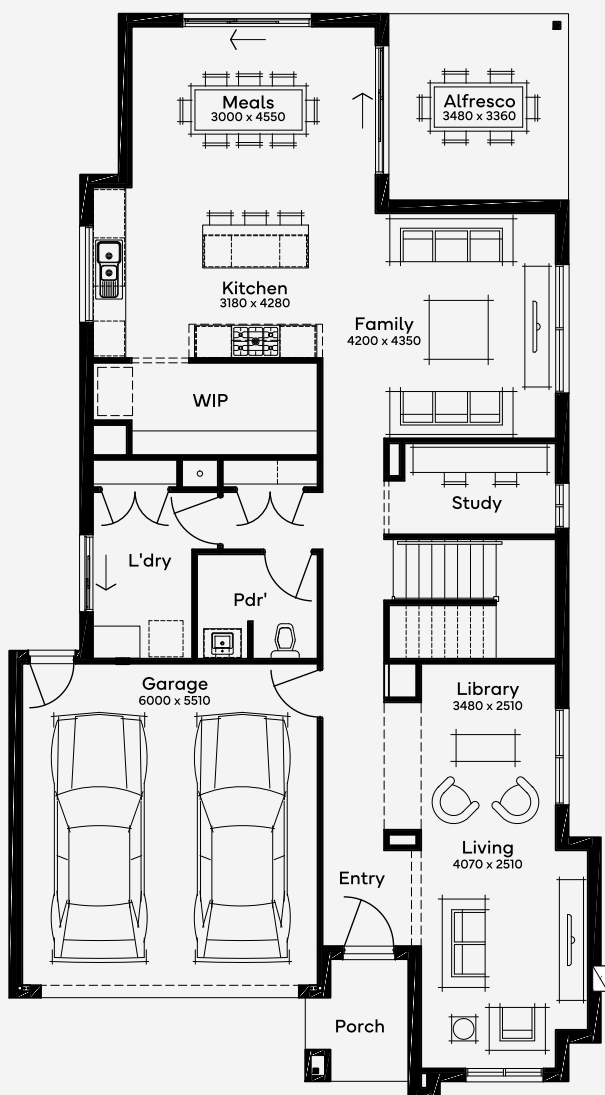 Meals
3000 x 4550
Alfresco
3480 x 3360
Kitchen
3180 x 4280
Family
4200 x 4350
WIP
Study
L'dry
Pdr'
Garage
6000 x 5510
Library
3480 x 2510
Living
4070 x 2510
Entry
Porch